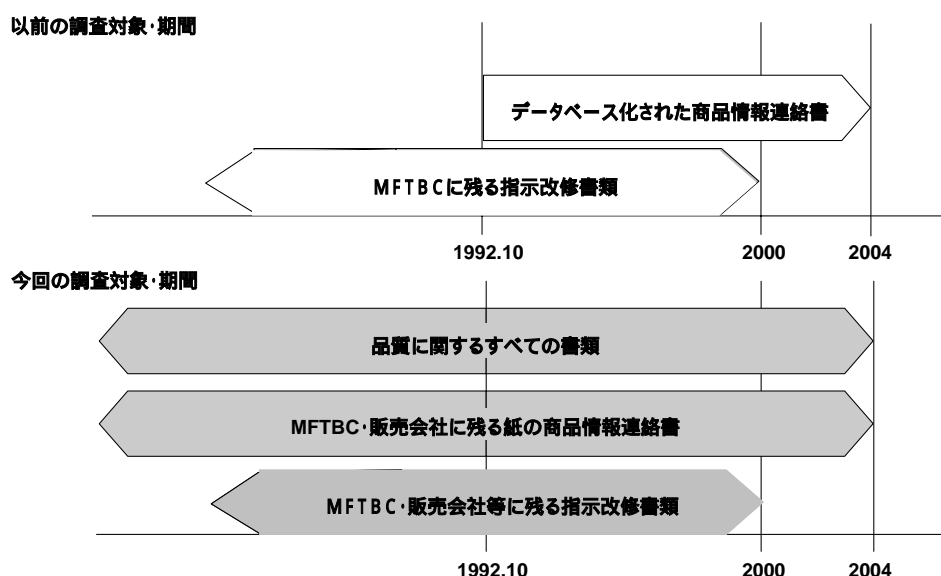 以前の調査対象・期間
データベース化された商品情報連絡書
ＭＦＴＢＣに残る指示改修書類
1992.10 2000 2004
今回の調査対象・期間
品質に関するすべての書類
MFTBC・販売会社に残る紙の商品情報連絡書
ＭＦＴＢＣ・販売会社等に残る指示改修書類
1992.10 2000 2004